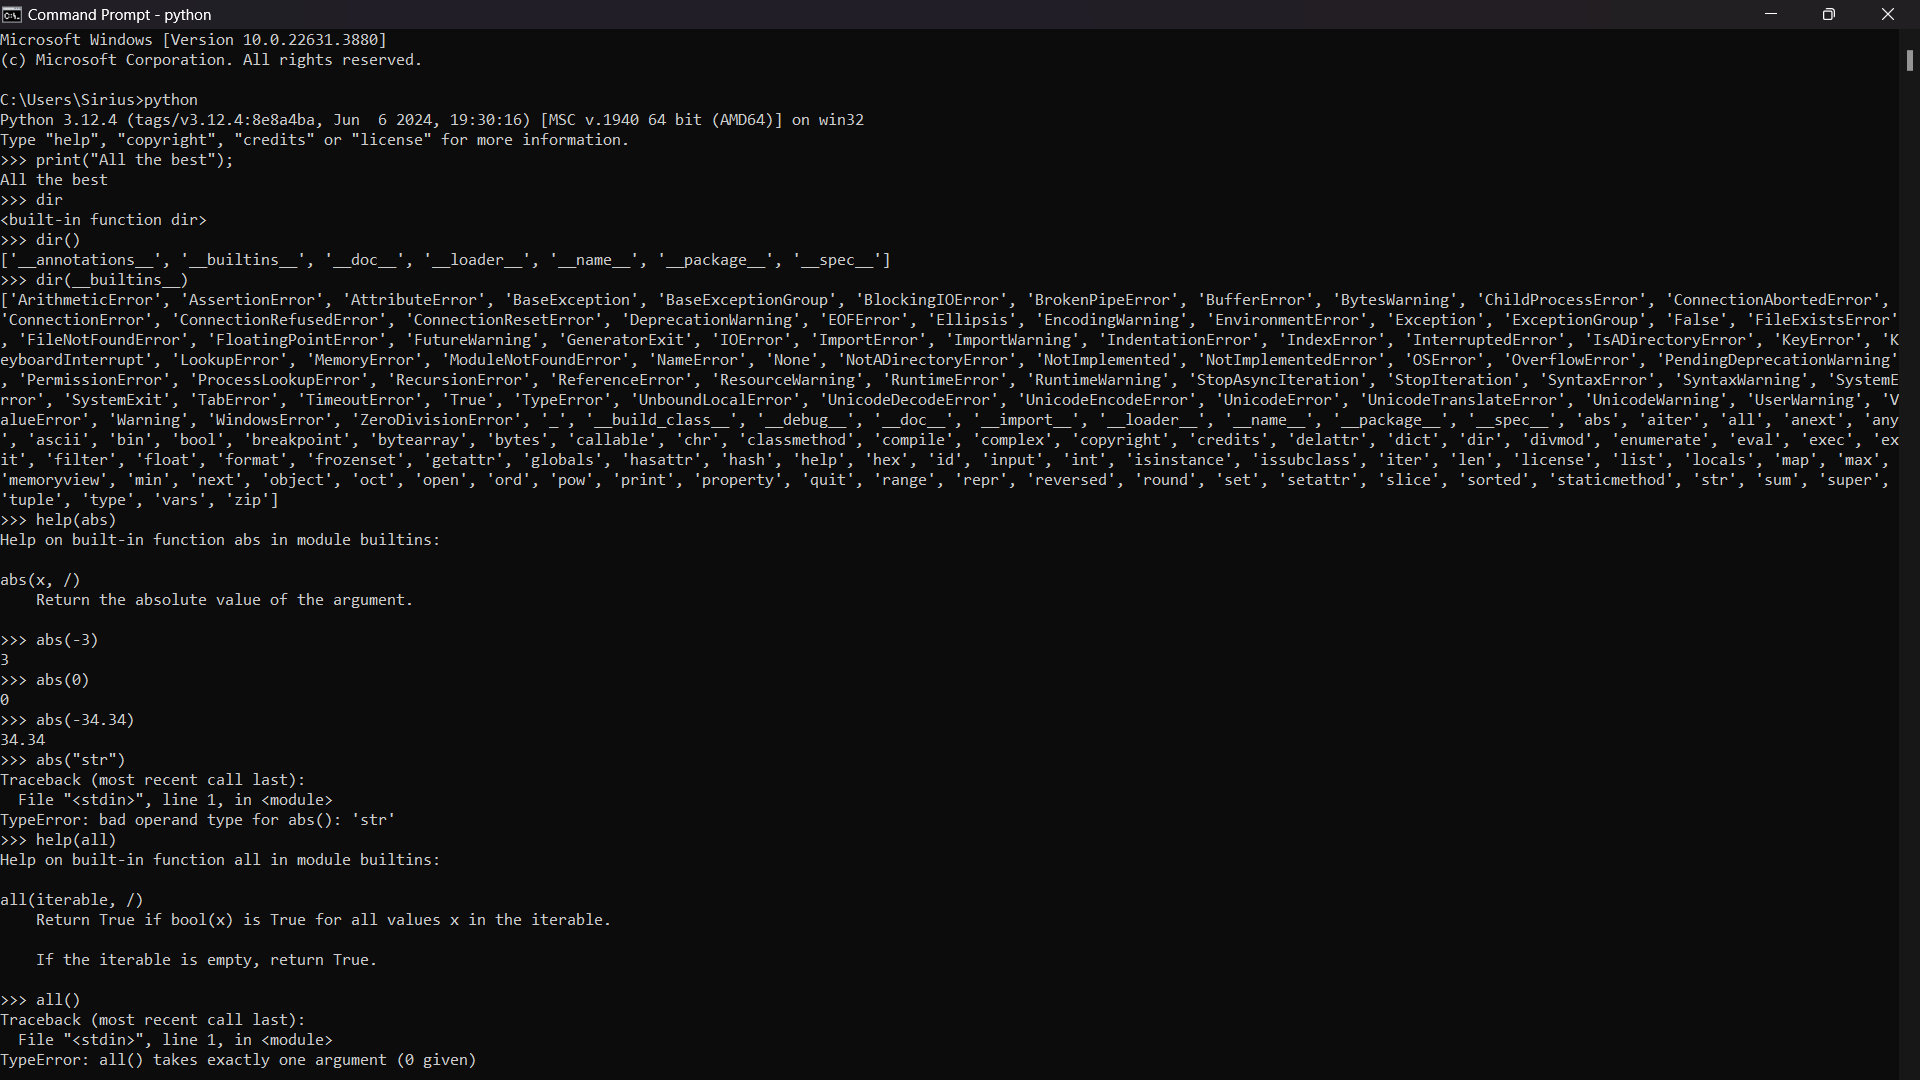 Command Prompt - python
Microsoft Windows [Version 10.0.22631.3880]
(c) Microsoft Corporation. All rights reserved.
C:\Users\Sirius>python
Python 3.12.4 (tags/v3.12.4:8e8a4ba, Jun  6 2024, 19:30:16) [MSC v.1940 64 bit (AMD64)] on win32
Type "help", "copyright", "credits" or "license" for more information.
>>> print("All the best");
All the best
>>> dir
<built-in function dir>
>>> dir()
['__annotations__', '__builtins__', '__doc__', '__loader__', '__name__', '__package__', '__spec__']
>>> dir(__builtins__)
['ArithmeticError', 'AssertionError', 'AttributeError', 'BaseException', 'BaseExceptionGroup', 'BlockingIOError', 'BrokenPipeError', 'BufferError', 'BytesWarning', 'ChildProcessError', 'ConnectionAbortedError',
'ConnectionError', 'ConnectionRefusedError', 'ConnectionResetError', 'DeprecationWarning', 'EOFError', 'Ellipsis', 'EncodingWarning', 'EnvironmentError', 'Exception', 'ExceptionGroup', 'False', 'FileExistsError'
, 'FileNotFoundError', 'FloatingPointError', 'FutureWarning', 'GeneratorExit', 'IOError', 'ImportError', 'ImportWarning', 'IndentationError', 'IndexError', 'InterruptedError', 'IsADirectoryError', 'KeyError', 'K
eyboardInterrupt', 'LookupError', 'MemoryError', 'ModuleNotFoundError', 'NameError', 'None', 'NotADirectoryError', 'NotImplemented', 'NotImplementedError', 'OSError', 'OverflowError', 'PendingDeprecationWarning'
, 'PermissionError', 'ProcessLookupError', 'RecursionError', 'ReferenceError', 'ResourceWarning', 'RuntimeError', 'RuntimeWarning', 'StopAsyncIteration', 'StopIteration', 'SyntaxError', 'SyntaxWarning', 'SystemE
rror', 'SystemExit', 'TabError', 'TimeoutError', 'True', 'TypeError', 'UnboundLocalError', 'UnicodeDecodeError', 'UnicodeEncodeError', 'UnicodeError', 'UnicodeTranslateError', 'UnicodeWarning', 'UserWarning', 'V
alueError', 'Warning', 'WindowsError', 'ZeroDivisionError', '_', '__build_class__', '__debug__', '__doc__', '__import__', '__loader__', '__name__', '__package__', '__spec__', 'abs', 'aiter', 'all', 'anext', 'any
', 'ascii', 'bin', 'bool', 'breakpoint', 'bytearray', 'bytes', 'callable', 'chr', 'classmethod', 'compile', 'complex', 'copyright', 'credits', 'delattr', 'dict', 'dir', 'divmod', 'enumerate', 'eval', 'exec', 'ex
it', 'filter', 'float', 'format', 'frozenset', 'getattr', 'globals', 'hasattr', 'hash', 'help', 'hex', 'id', 'input', 'int', 'isinstance', 'issubclass', 'iter', 'len', 'license', 'list', 'locals', 'map', 'max',
'memoryview', 'min', 'next', 'object', 'oct', 'open', 'ord', 'pow', 'print', 'property', 'quit', 'range', 'repr', 'reversed', 'round', 'set', 'setattr', 'slice', 'sorted', 'staticmethod', 'str', 'sum', 'super',
'tuple', 'type', 'vars', 'zip']
>>> help(abs)
Help on built-in function abs in module builtins:
abs(x, /)
    Return the absolute value of the argument.
>>> abs(-3)
3
>>> abs(0)
0
>>> abs(-34.34)
34.34
>>> abs("str")
Traceback (most recent call last):
  File "<stdin>", line 1, in <module>
TypeError: bad operand type for abs(): 'str'
>>> help(all)
Help on built-in function all in module builtins:
all(iterable, /)
    Return True if bool(x) is True for all values x in the iterable.
    If the iterable is empty, return True.
>>> all()
Traceback (most recent call last):
  File "<stdin>", line 1, in <module>
TypeError: all() takes exactly one argument (0 given)